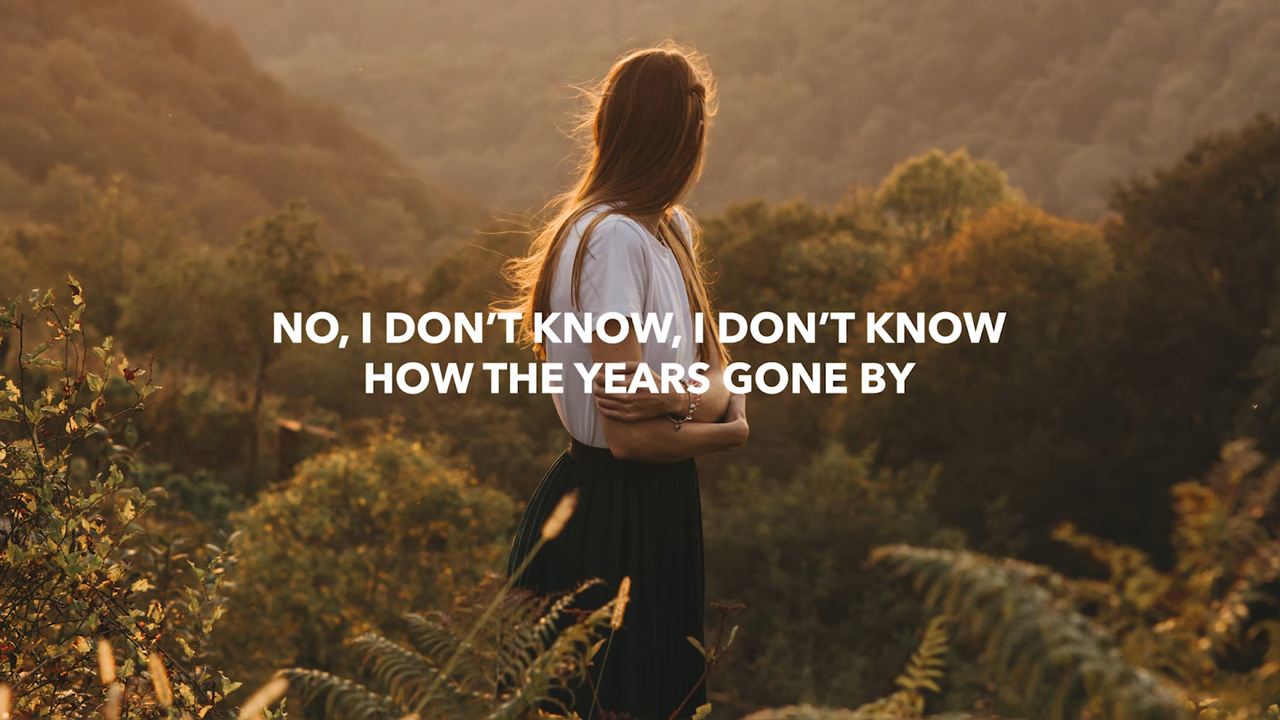 NO, I DON’T KNOW, I DON’T KNOW
HOW THE YEARS GONE BY